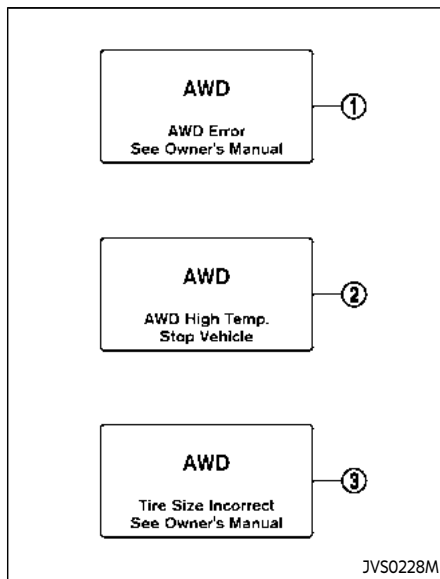 AWD
AWD Error
See Owner's Manual
1
AWD
AWD High Temp.
Stop Vehicle
2
AWD
Tire Size Incorrect
See Owner's Manual
3
JVS0228M